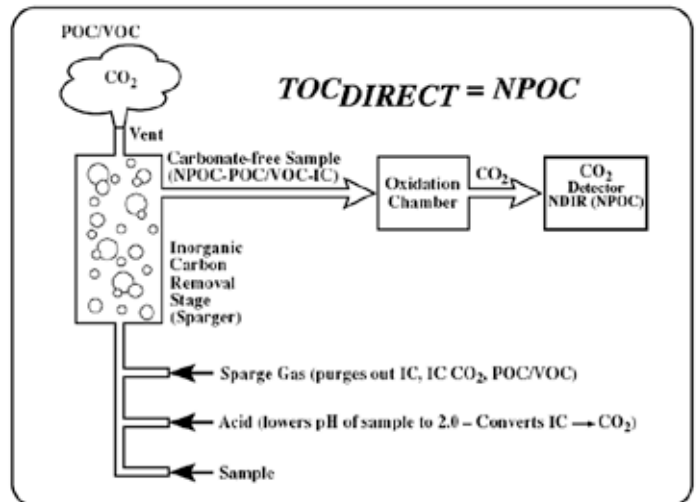 POC/VOC
CO₂
TOC_DIRECT = NPOC
Vent
Carbonate-free Sample
(NPOC-POC/VOC-IC)
Oxidation
Chamber
CO₂
CO₂
Detector
NDIR (NPOC)
Inorganic
Carbon
Removal
Stage
(Sparger)
Sparge Gas (purges out IC, IC CO₂, POC/VOC)
Acid (lowers pH of sample to 2.0 – Converts IC → CO₂)
Sample